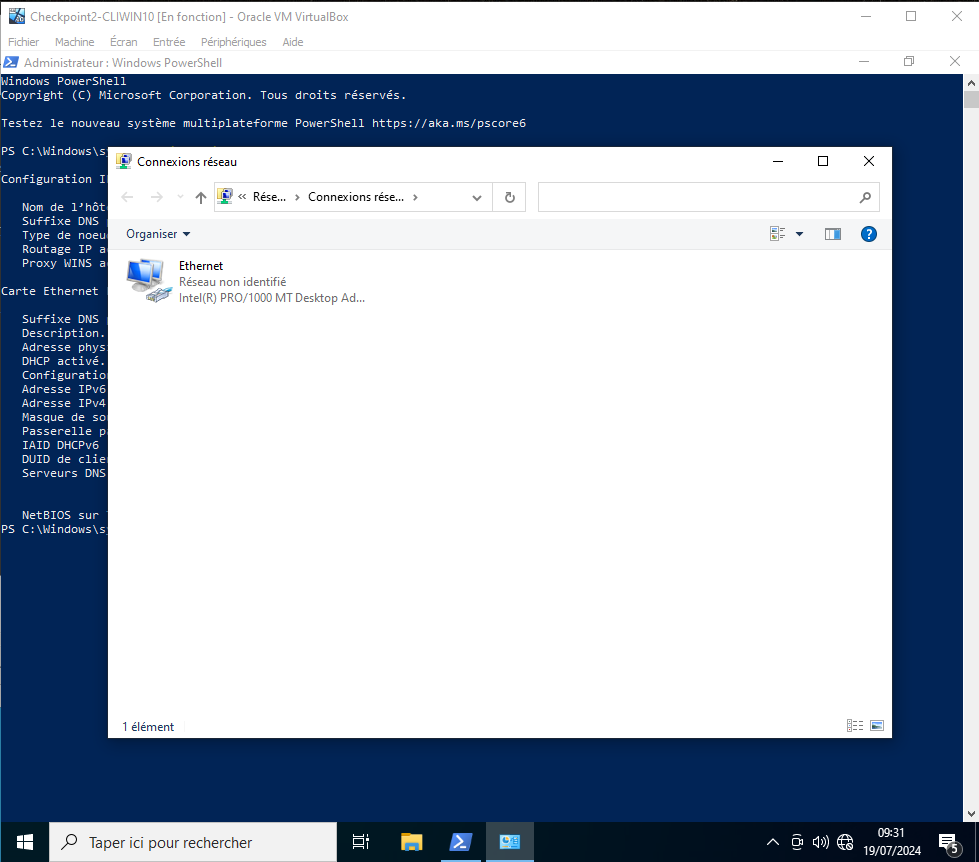 Checkpoint2-CLIWIN10 [En fonction] - Oracle VM VirtualBox
Fichier Machine Écran Entrée Périphériques Aide
Administrateur : Windows PowerShell
Windows PowerShell
Copyright (C) Microsoft Corporation. Tous droits réservés.
Testez le nouveau système multiplateforme PowerShell https://aka.ms/pscore6
PS C:\Windows\s
Connexions réseau
« Rése... › Connexions rése... ›
Configuration
Nom de l’hôt
Suffixe DNS
Organiser
Type de noeu
Routage IP
Proxy WINS
Ethernet
Réseau non identifié
Intel(R) PRO/1000 MT Desktop Ad...
Carte Ethernet
Suffixe DNS
Description.
Adresse phys
DHCP activé.
Configuration
Adresse IPv6
Adresse IPv4
Masque de so
Passerelle p
IAID DHCPv6
DUID de clie
Serveurs DNS
NetBIOS sur
PS C:\Windows\s
1 élément
Taper ici pour rechercher
09:31
19/07/2024
5